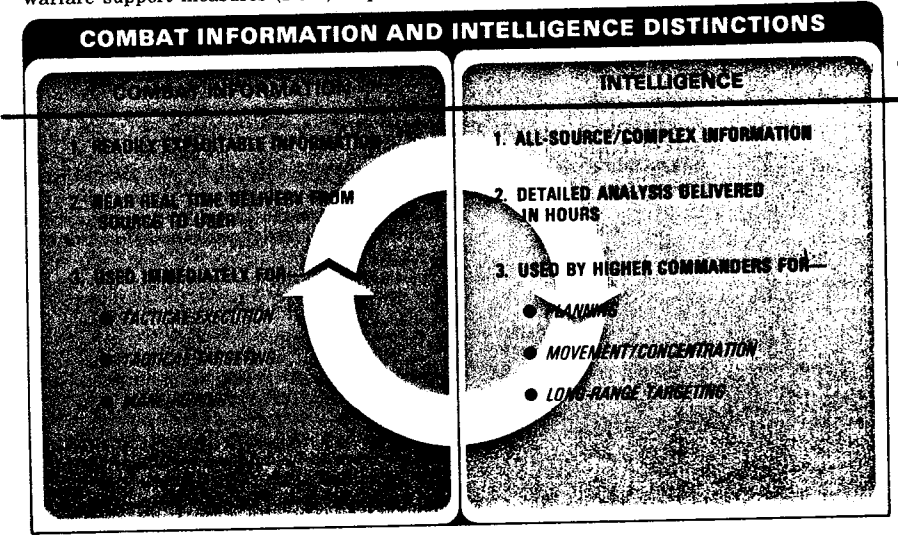 warfare support measures
COMBAT INFORMATION AND INTELLIGENCE DISTINCTIONS
COMBAT INFORMATION
1. READILY EXPLOITABLE INFORMATION
2. NEAR REAL TIME DELIVERY FROM
SOURCE TO USER
USED IMMEDIATELY FOR—
● TACTICAL EXECUTION
● TACTICAL TARGETING
INTELLIGENCE
1. ALL-SOURCE/COMPLEX INFORMATION
2. DETAILED ANALYSIS DELIVERED
IN HOURS
3. USED BY HIGHER COMMANDERS FOR—
● PLANNING
● MOVEMENT/CONCENTRATION
● LONG-RANGE TARGETING